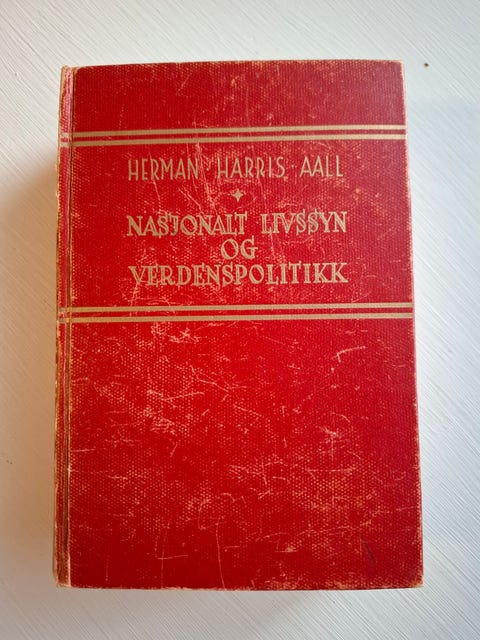 HERMAN HARRIS AALL
NASJONALT LIVSSYN
OG
VERDENSPOLITIKK